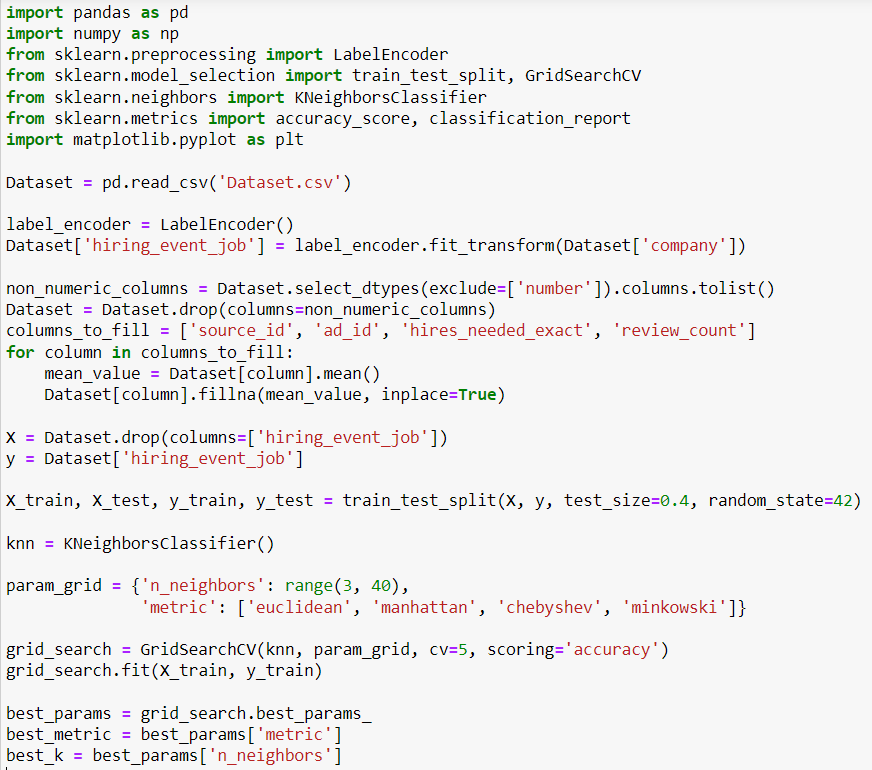 import pandas as pd
import numpy as np
from sklearn.preprocessing import LabelEncoder
from sklearn.model_selection import train_test_split, GridSearchCV
from sklearn.neighbors import KNeighborsClassifier
from sklearn.metrics import accuracy_score, classification_report
import matplotlib.pyplot as plt

Dataset = pd.read_csv('Dataset.csv')

label_encoder = LabelEncoder()
Dataset['hiring_event_job'] = label_encoder.fit_transform(Dataset['company'])

non_numeric_columns = Dataset.select_dtypes(exclude=['number']).columns.tolist()
Dataset = Dataset.drop(columns=non_numeric_columns)
columns_to_fill = ['source_id', 'ad_id', 'hires_needed_exact', 'review_count']
for column in columns_to_fill:
    mean_value = Dataset[column].mean()
    Dataset[column].fillna(mean_value, inplace=True)

X = Dataset.drop(columns=['hiring_event_job'])
y = Dataset['hiring_event_job']

X_train, X_test, y_train, y_test = train_test_split(X, y, test_size=0.4, random_state=42)

knn = KNeighborsClassifier()

param_grid = {'n_neighbors': range(3, 40),
              'metric': ['euclidean', 'manhattan', 'chebyshev', 'minkowski']}

grid_search = GridSearchCV(knn, param_grid, cv=5, scoring='accuracy')
grid_search.fit(X_train, y_train)

best_params = grid_search.best_params_
best_metric = best_params['metric']
best_k = best_params['n_neighbors']